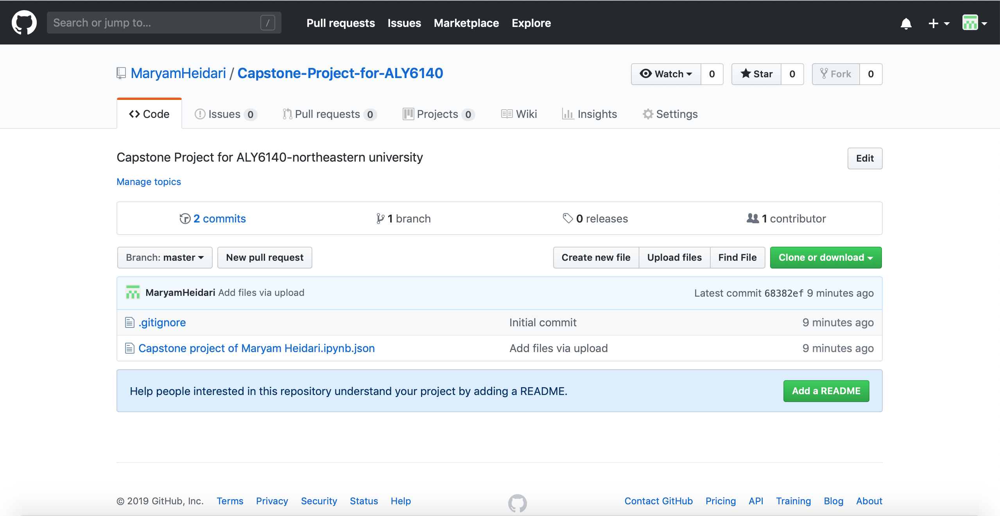 Search or jump to... /
Pull requests Issues Marketplace Explore
MaryamHeidari / Capstone-Project-for-ALY6140
Watch 0 Star 0 Fork 0
Code Issues 0 Pull requests 0 Projects 0 Wiki Insights Settings
Capstone Project for ALY6140-northeastern university
Edit
Manage topics
2 commits 1 branch 0 releases 1 contributor
Branch: master New pull request Create new file Upload files Find File Clone or download
MaryamHeidari Add files via upload Latest commit 68382ef 9 minutes ago
.gitignore Initial commit 9 minutes ago
Capstone project of Maryam Heidari.ipynb.json Add files via upload 9 minutes ago
Help people interested in this repository understand your project by adding a README. Add a README
© 2019 GitHub, Inc. Terms Privacy Security Status Help Contact GitHub Pricing API Training Blog About